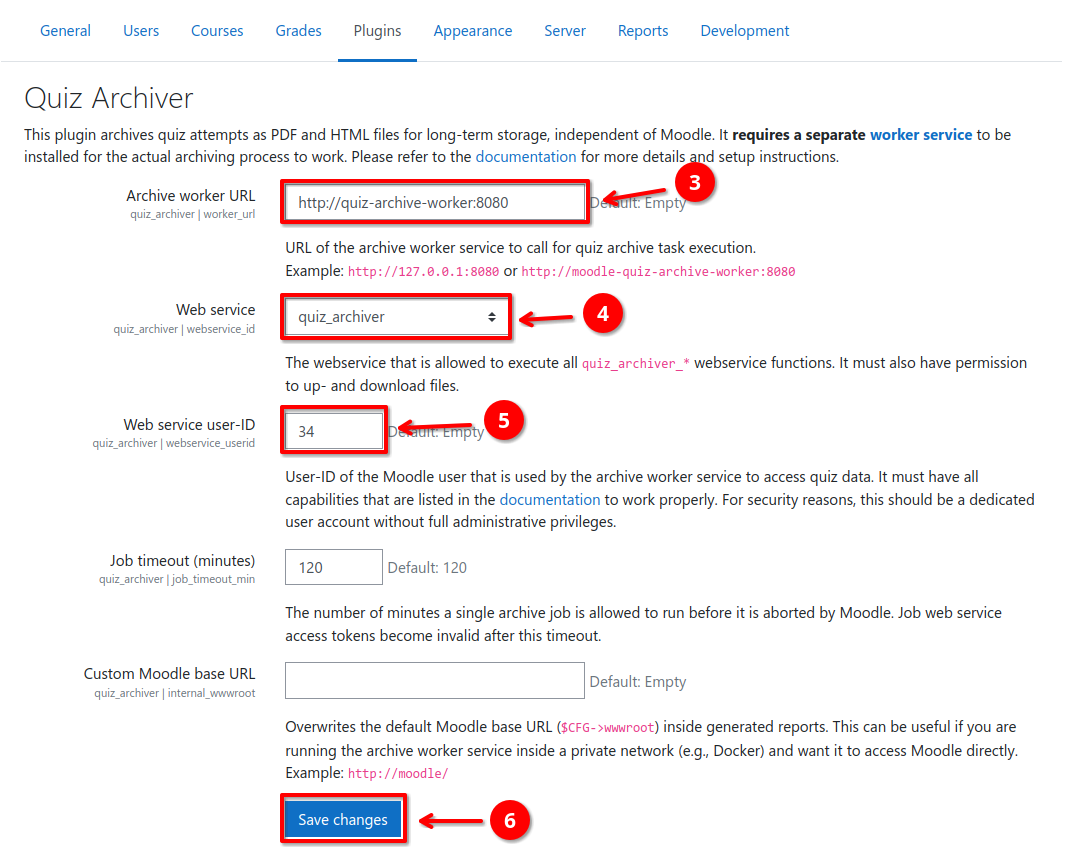 General Users Courses Grades Plugins Appearance Server Reports Development
Quiz Archiver
This plugin archives quiz attempts as PDF and HTML files for long-term storage, independent of Moodle. It requires a separate worker service to be
installed for the actual archiving process to work. Please refer to the documentation for more details and setup instructions.
3
Archive worker URL
quiz_archiver | worker_url
http://quiz-archive-worker:8080 Default: Empty
URL of the archive worker service to call for quiz archive task execution.
Example: http://127.0.0.1:8080 or http://moodle-quiz-archive-worker:8080
Web service
quiz_archiver | webservice_id
quiz_archiver
4
The webservice that is allowed to execute all quiz_archiver_* webservice functions. It must also have permission
to up- and download files.
Web service user-ID
quiz_archiver | webservice_userid
34 Default: Empty
5
User-ID of the Moodle user that is used by the archive worker service to access quiz data. It must have all
capabilities that are listed in the documentation to work properly. For security reasons, this should be a dedicated
user account without full administrative privileges.
Job timeout (minutes)
quiz_archiver | job_timeout_min
120 Default: 120
The number of minutes a single archive job is allowed to run before it is aborted by Moodle. Job web service
access tokens become invalid after this timeout.
Custom Moodle base URL
quiz_archiver | internal_wwwroot
Default: Empty
Overwrites the default Moodle base URL ($CFG->wwwroot) inside generated reports. This can be useful if you are
running the archive worker service inside a private network (e.g., Docker) and want it to access Moodle directly.
Example: http://moodle/
Save changes
6